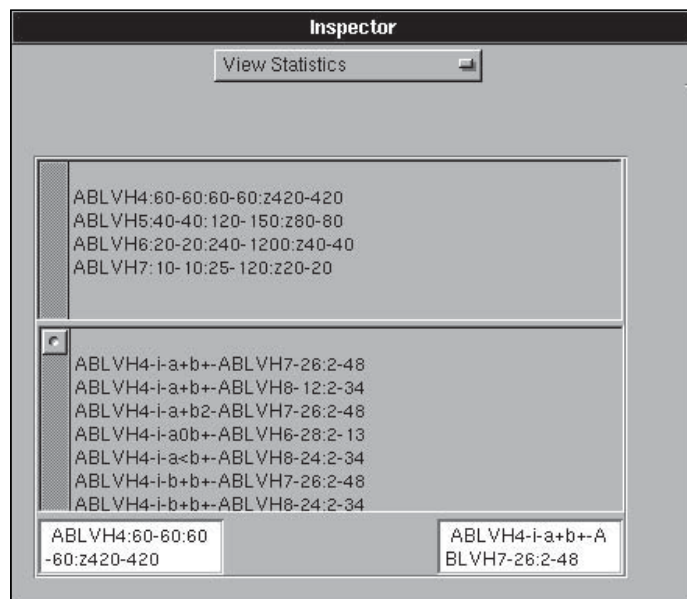 Inspector
View Statistics
ABLVH4:60-60:60-60:z420-420
ABLVH5:40-40:120-150:z80-80
ABLVH6:20-20:240-1200:z40-40
ABLVH7:10-10:25-120:z20-20
ABLVH4-i-a+b+-ABLVH7-26:2-48
ABLVH4-i-a+b+-ABLVH8-12:2-34
ABLVH4-i-a+b2-ABLVH7-26:2-48
ABLVH4-i-a0b+-ABLVH6-28:2-13
ABLVH4-i-a<b+-ABLVH8-24:2-34
ABLVH4-i-b+b+-ABLVH7-26:2-48
ABLVH4-i-b+b+-ABLVH8-24:2-34
ABLVH4:60-60:60
-60:z420-420
ABLVH4-i-a+b+-A
BLVH7-26:2-48